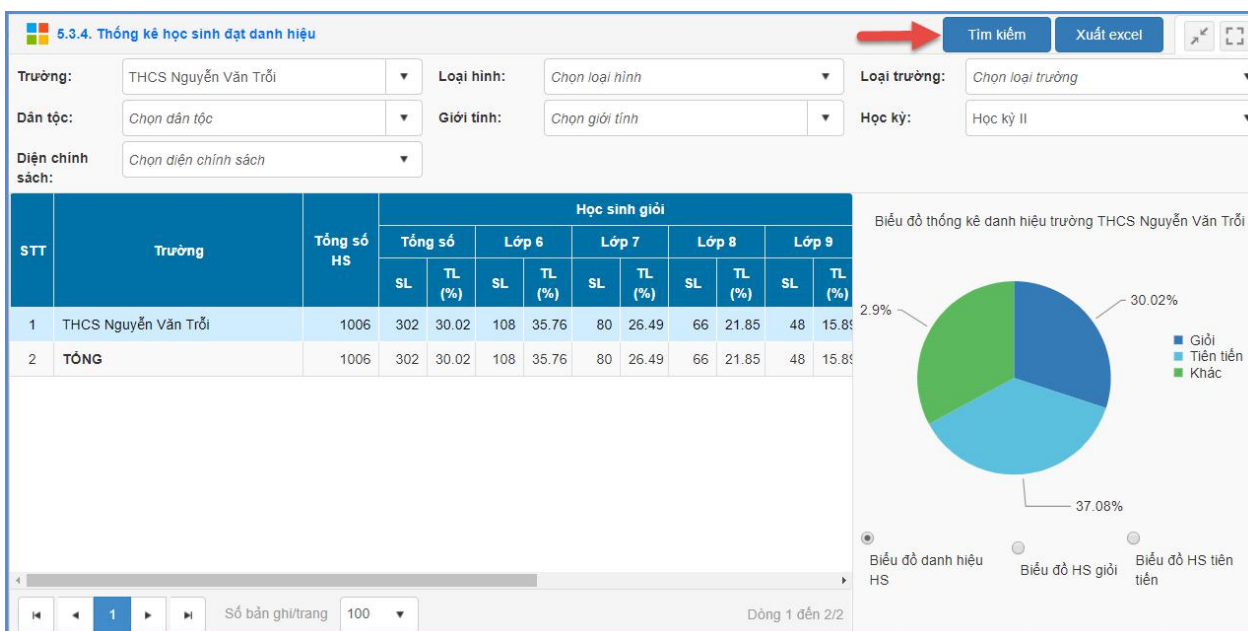 5.3.4. Thống kê học sinh đạt danh hiệu
Tìm kiếm
Xuất excel
Trường:
THCS Nguyễn Văn Trỗi
Loại hình:
Chọn loại hình
Loại trường:
Chọn loại trường
Dân tộc:
Chọn dân tộc
Giới tính:
Chọn giới tính
Học kỳ:
Học kỳ II
Diện chính
sách:
Chọn diện chính sách
STT
Trường
Tổng số
HS
Học sinh giỏi
Tổng số
Lớp 6
Lớp 7
Lớp 8
Lớp 9
SL
TL
(%)
SL
TL
(%)
SL
TL
(%)
SL
TL
(%)
SL
TL
(%)
1 THCS Nguyễn Văn Trỗi 1006 302 30.02 108 35.76 80 26.49 66 21.85 48 15.89
2 TỔNG 1006 302 30.02 108 35.76 80 26.49 66 21.85 48 15.89
Biểu đồ thống kê danh hiệu trường THCS Nguyễn Văn Trỗi
30.02%
2.9%
37.08%
Giỏi
Tiên tiến
Khác
Biểu đồ danh hiệu
HS
Biểu đồ HS giỏi
Biểu đồ HS tiên
tiến
1
Số bản ghi/trang
100
Dòng 1 đến 2/2